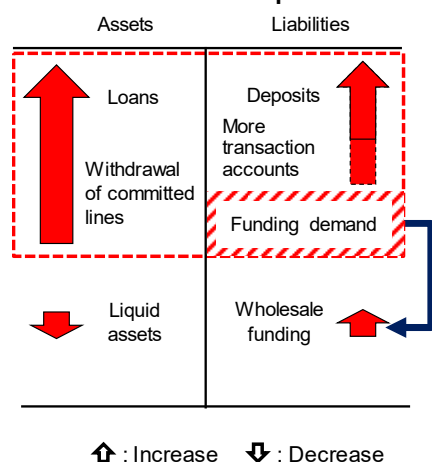 Assets
Liabilities
Loans
Withdrawal
of committed
lines
Deposits
More
transaction
accounts
Funding demand
Liquid
assets
Wholesale
funding
: Increase
: Decrease